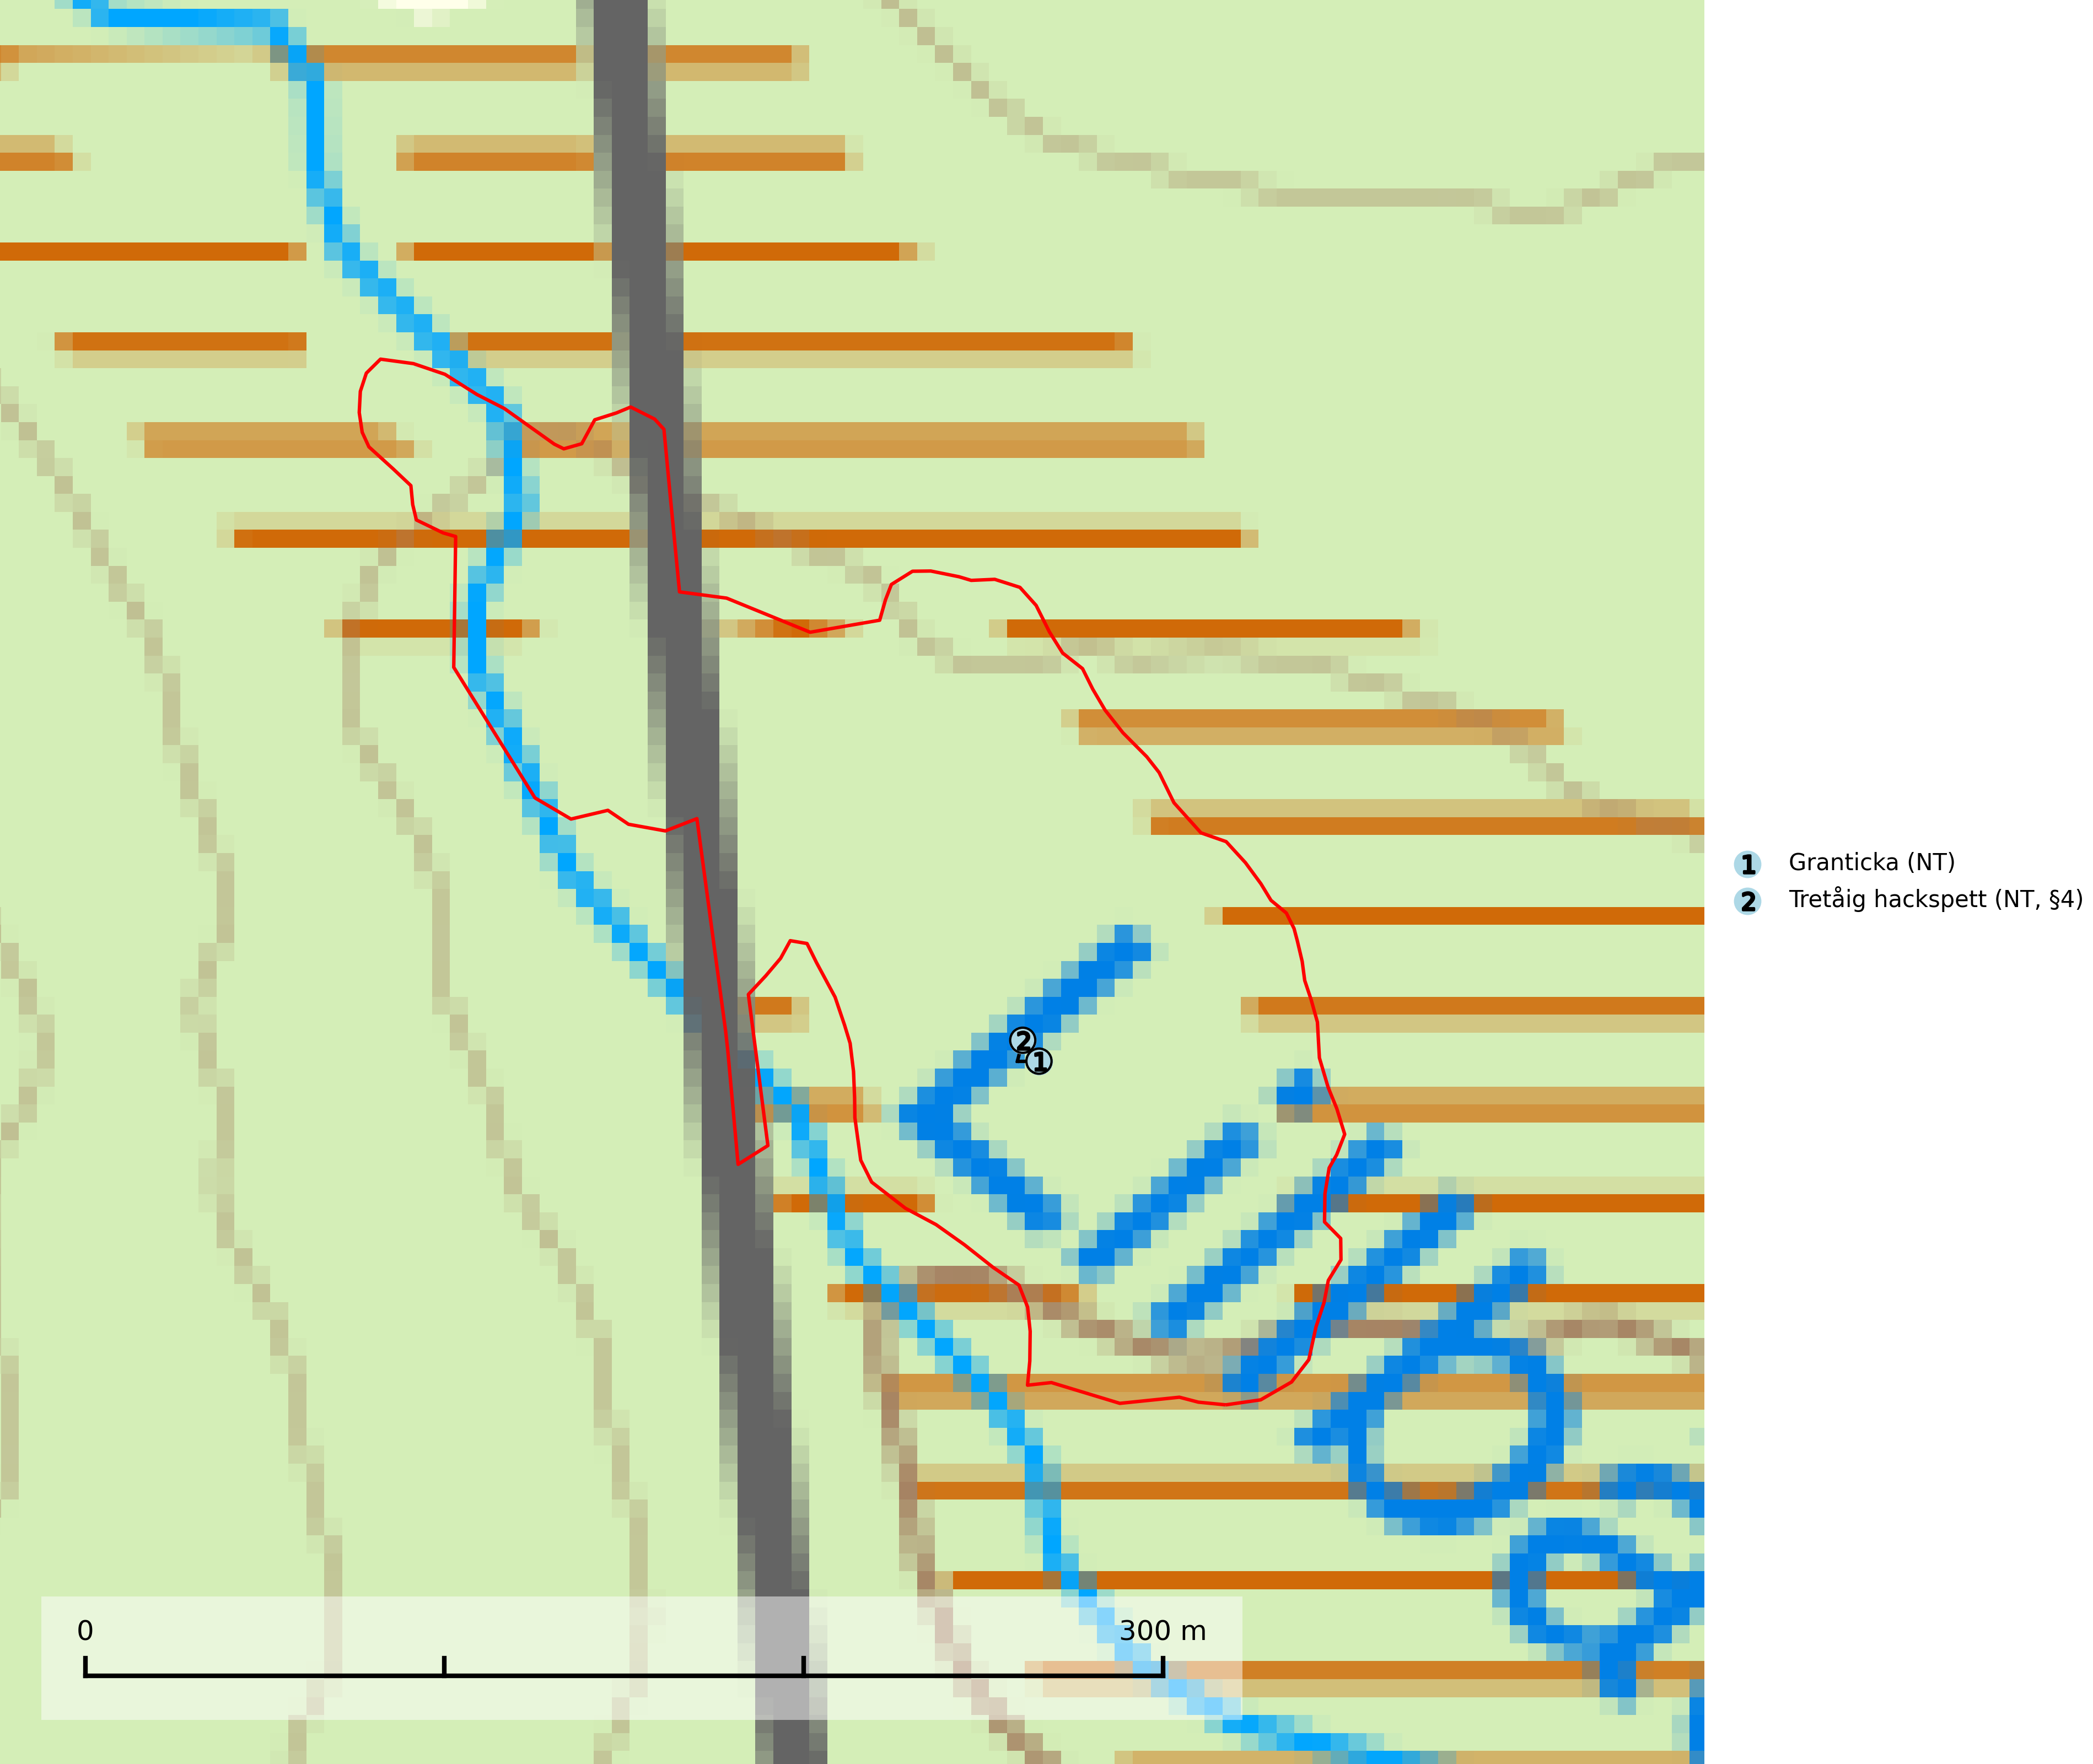 2
1
1 Granticka (NT)
2 Tretåig hackspett (NT, §4)
0 300 m